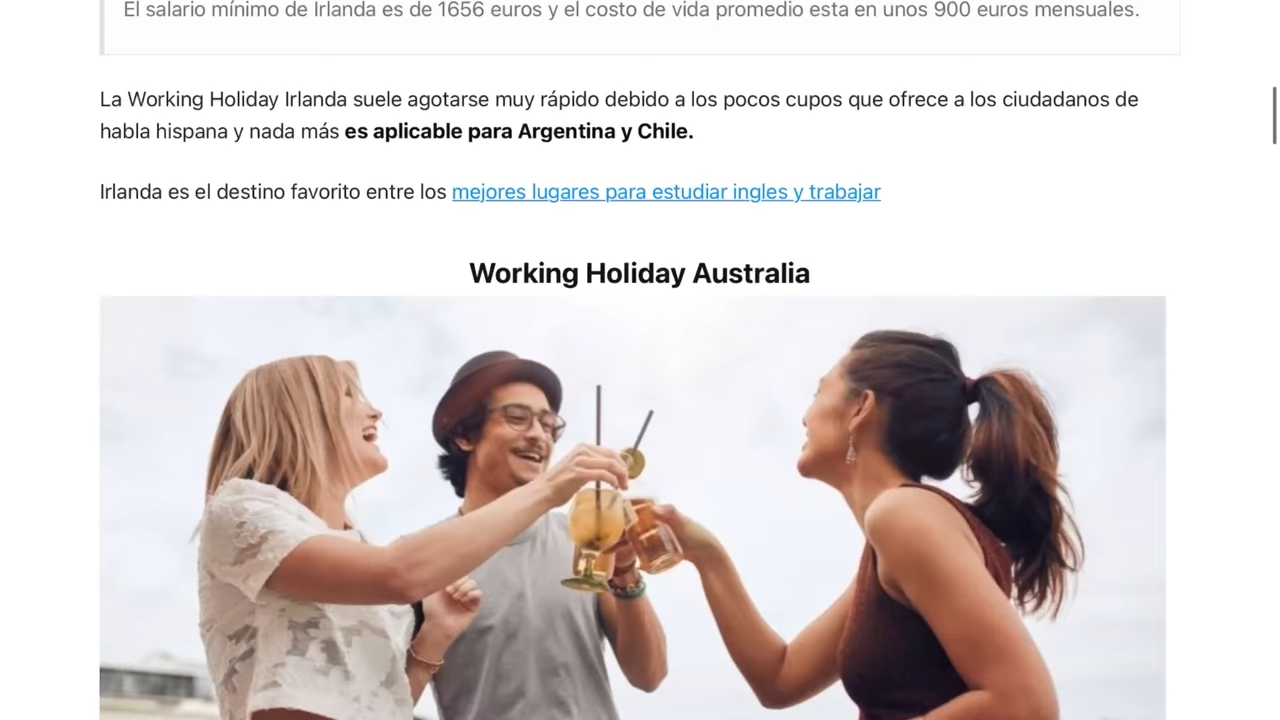 El salario mínimo de Irlanda es de 1656 euros y el costo de vida promedio esta en unos 900 euros mensuales.
La Working Holiday Irlanda suele agotarse muy rápido debido a los pocos cupos que ofrece a los ciudadanos de
habla hispana y nada más es aplicable para Argentina y Chile.
Irlanda es el destino favorito entre los mejores lugares para estudiar ingles y trabajar
Working Holiday Australia